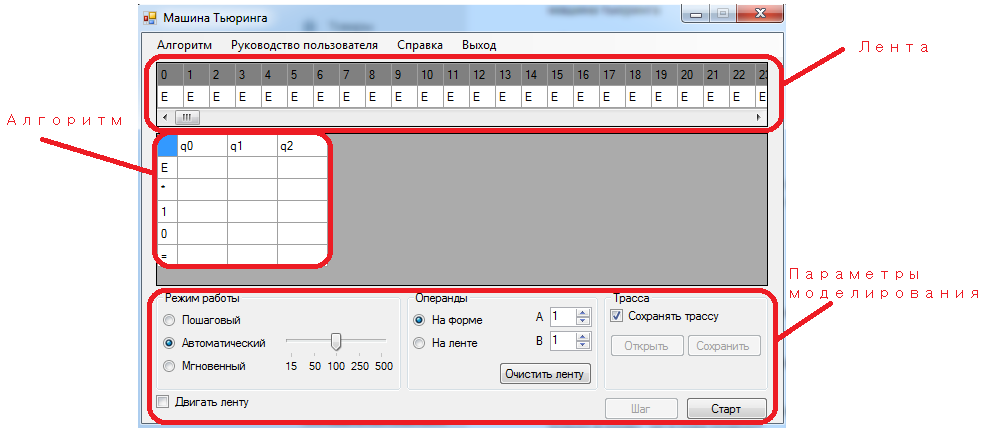 Машина Тьюринга
Алгоритм Руководство пользователя Справка Выход
Лента
0 1 2 3 4 5 6 7 8 9 10 11 12 13 14 15 16 17 18 19 20 21 22 23
E E E E E E E E E E E E E E E E E E E E E E E E
Алгоритм
q0 q1 q2
E
*
1
0
=
Параметры
моделирования
Режим работы Операнды Трасса
Пошаговый На форме A 1 Сохранять трассу
Автоматический На ленте B 1 Открыть Сохранить
Мгновенный 15 50 100 250 500 Очистить ленту
Двигать ленту Шаг Старт